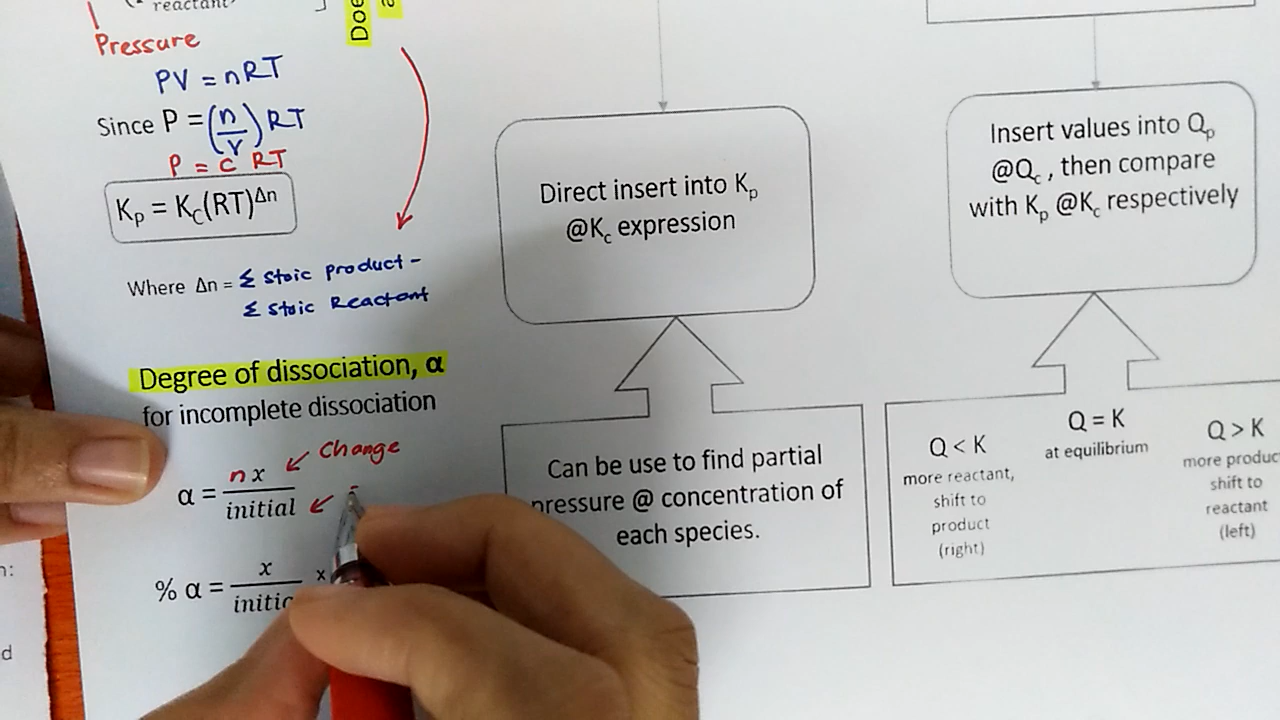 reactant
Pressure
PV = nRT
Since P = (n/V) RT
P = C RT
Kp = KC(RT)Δn
Where Δn = Σ stoic product -
Σ stoic Reactant
Degree of dissociation, α
for incomplete dissociation
α = nx/initial
Change
% α = x/ ×
Direct insert into Kp
@Kc expression
Can be use to find partial
pressure @ concentration of
each species.
Insert values into Qp
@Qc , then compare
with Kp @Kc respectively
Q < K
more reactant,
shift to
product
(right)
Q = K
at equilibrium
Q > K
more
shift to
reactant
(left)